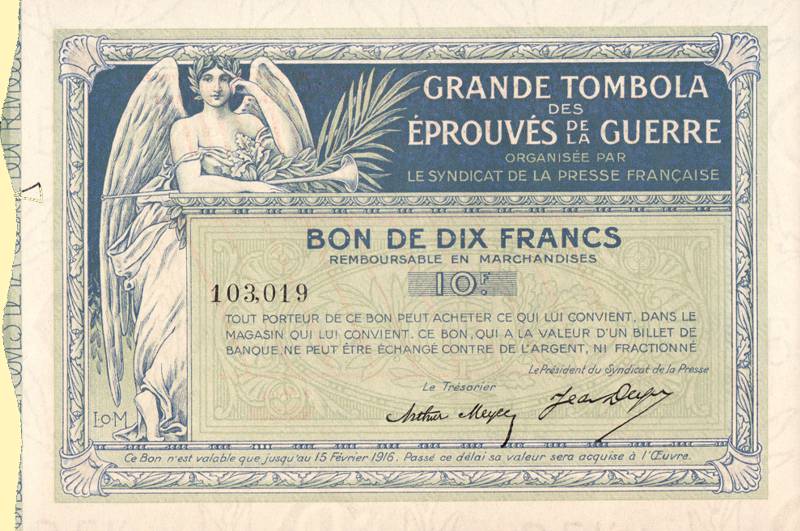 GRANDE TOMBOLA
DES
ÉPROUVÉS DE LA GUERRE
ORGANISÉE PAR
LE SYNDICAT DE LA PRESSE FRANÇAISE
BON DE DIX FRANCS
REMBOURSABLE EN MARCHANDISES
10.F
103,019
TOUT PORTEUR DE CE BON PEUT ACHETER CE QUI LUI CONVIENT, DANS LE
MAGASIN QUI LUI CONVIENT. CE BON, QUI A LA VALEUR D'UN BILLET DE
BANQUE, NE PEUT ÊTRE ÉCHANGÉ CONTRE DE L'ARGENT, NI FRACTIONNÉ
Le Président du Syndicat de la Presse
Le Trésorier
Arthur Meyer
Jean Dupuy
L.O.M
Ce Bon n'est valable que jusqu'au 15 Février 1916. Passé ce délai sa valeur sera acquise à l'Œuvre.